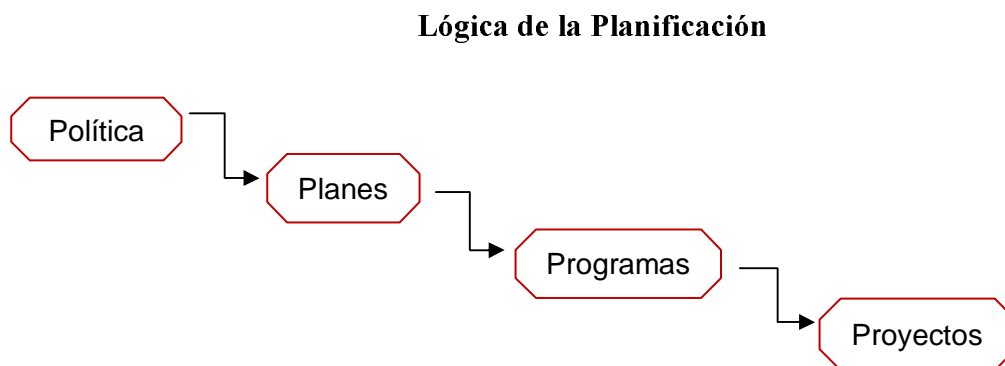 Lógica de la Planificación
Política
Planes
Programas
Proyectos